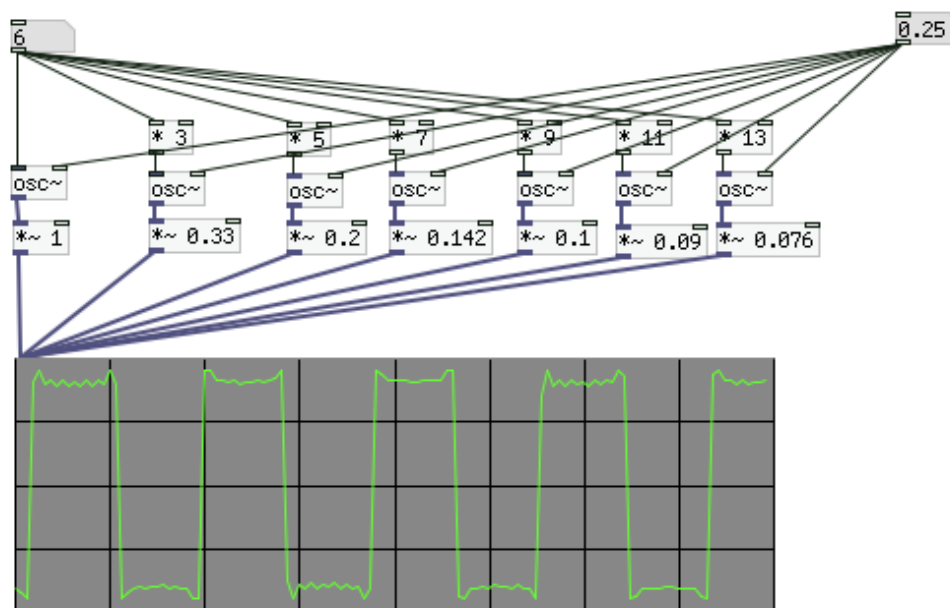 6
0.25
* 3
* 5
* 7
* 9
* 11
* 13
osc~
osc~
osc~
osc~
osc~
osc~
osc~
*~ 1
*~ 0.33
*~ 0.2
*~ 0.142
*~ 0.1
*~ 0.09
*~ 0.076